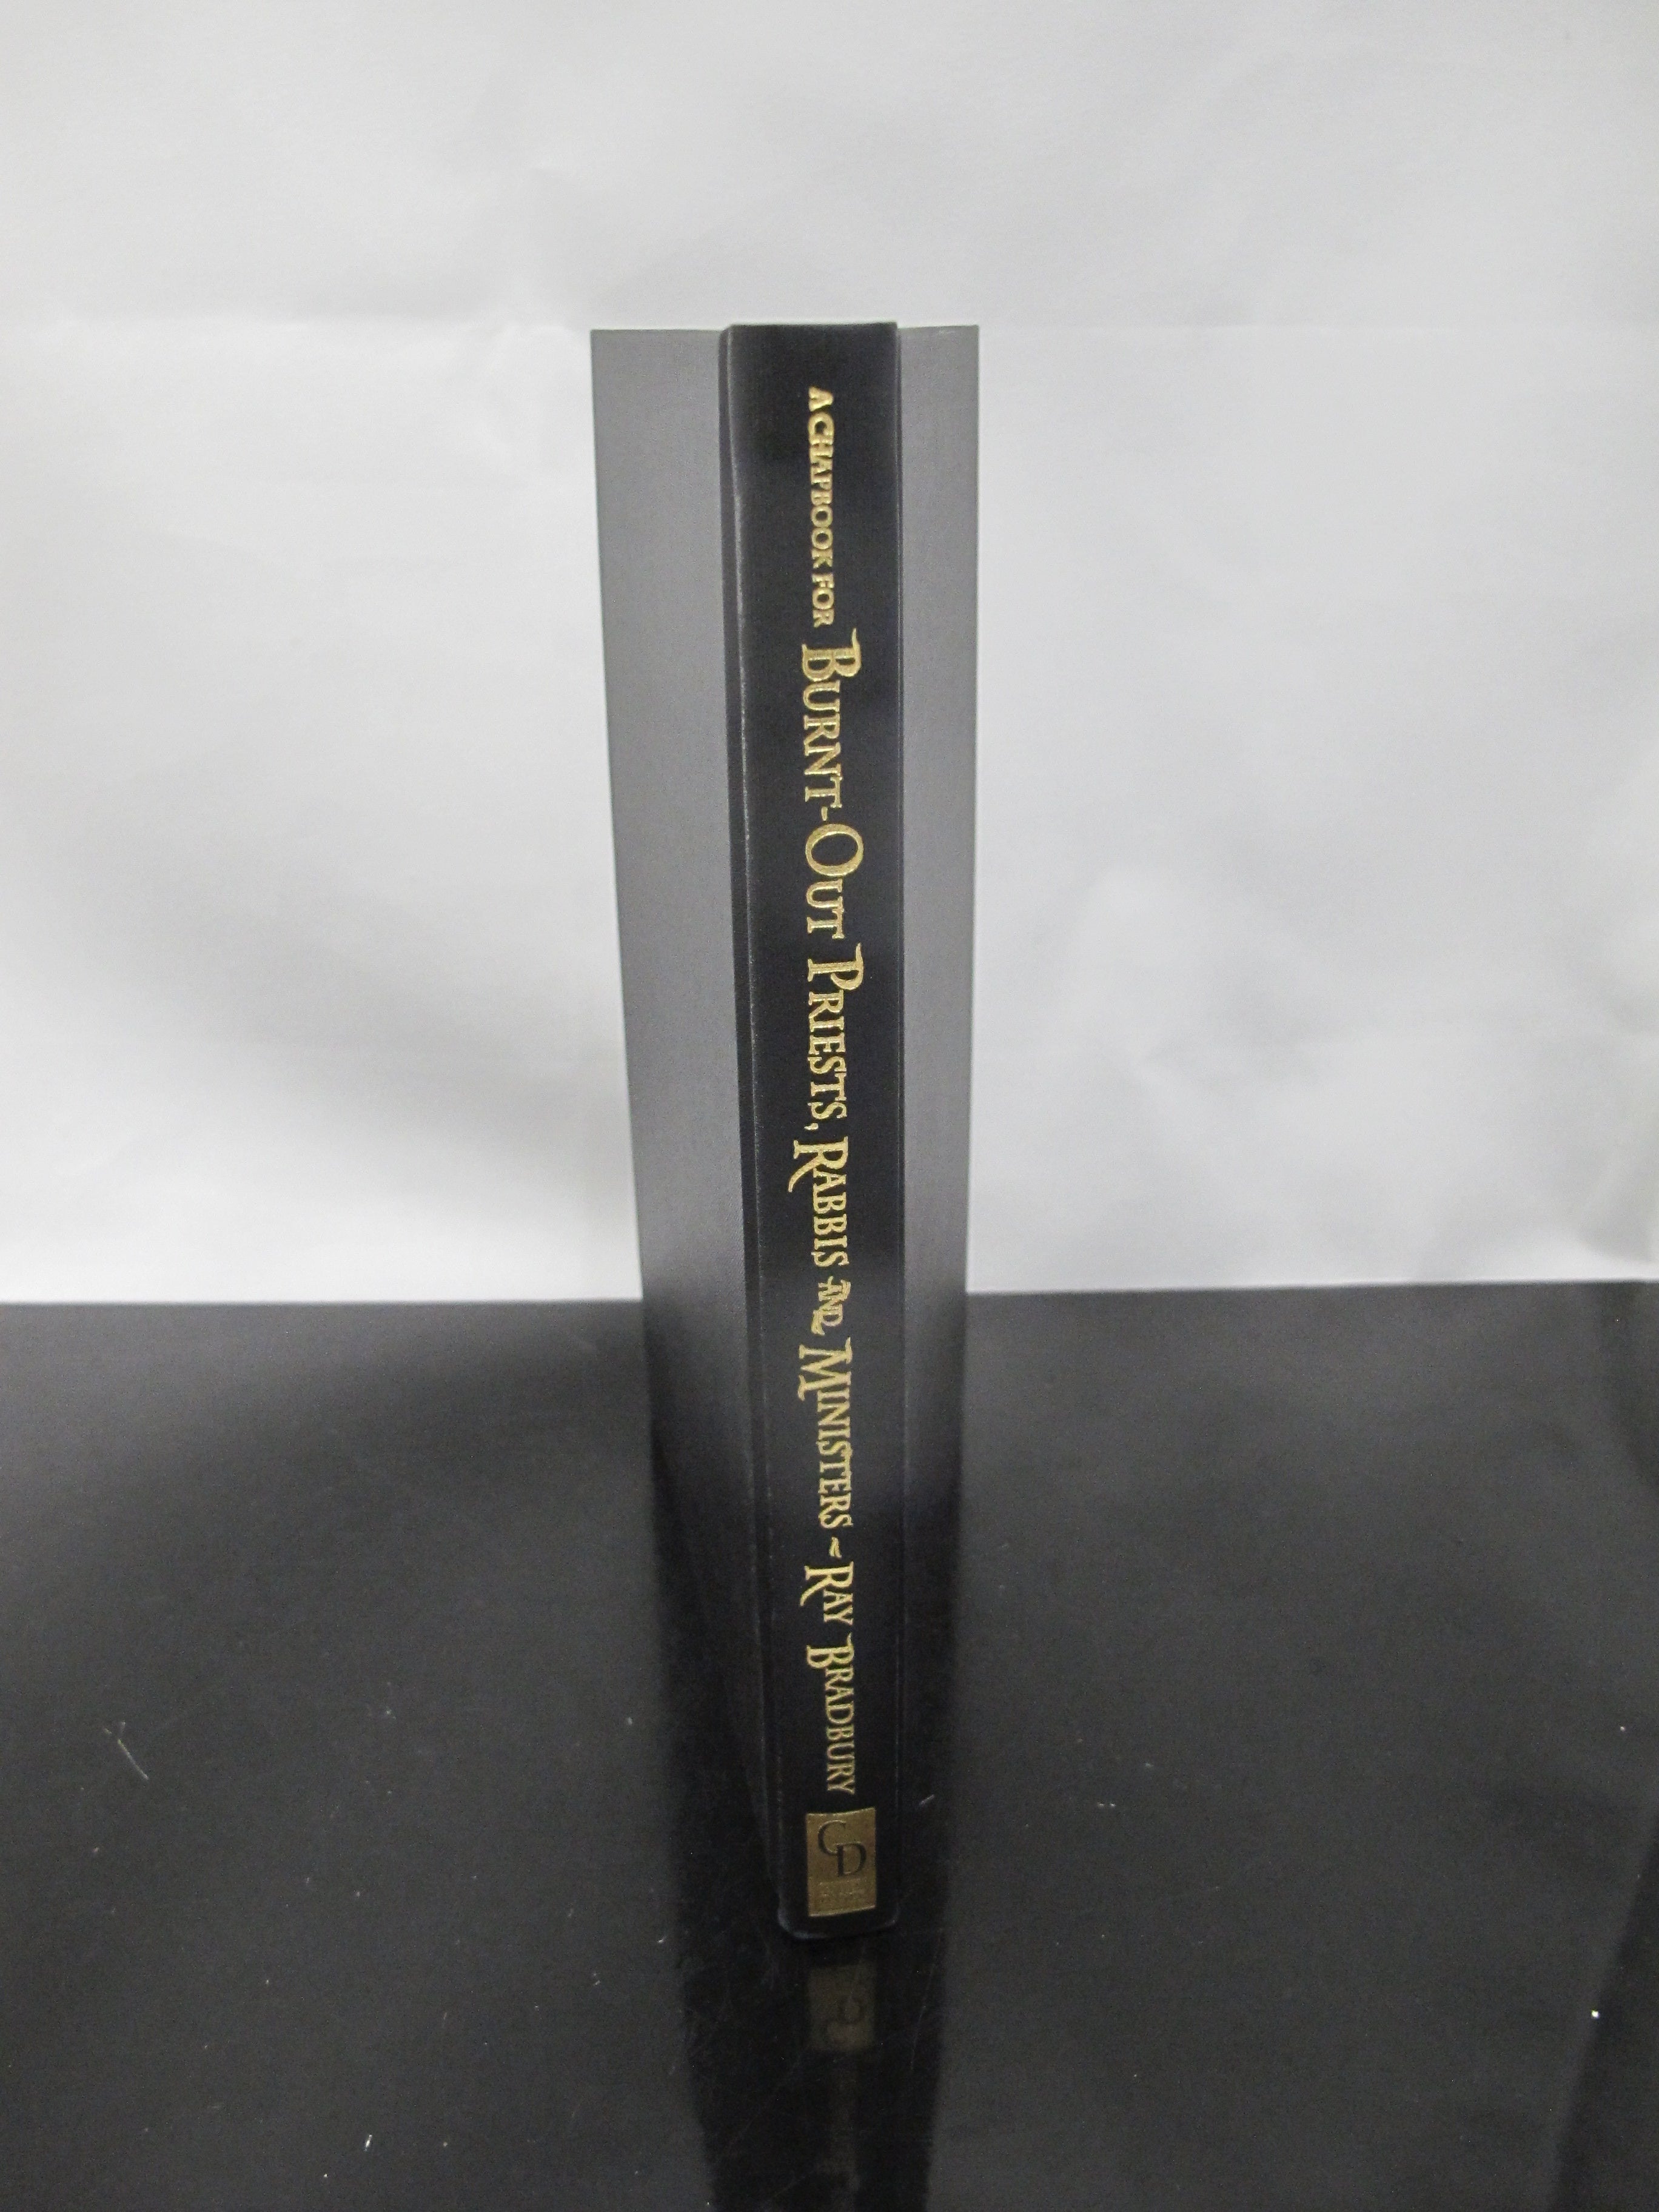 A CHAPBOOK FOR BURNT-OUT PRIESTS, RABBIS AND MINISTERS ~ RAY BRADBURY
CD